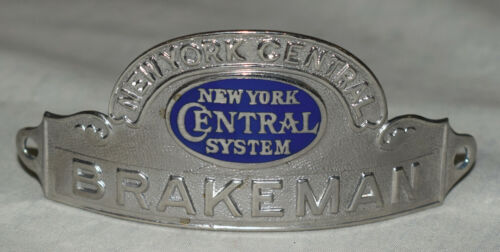 NEW YORK CENTRAL
NEW YORK
CENTRAL
SYSTEM
BRAKEMAN